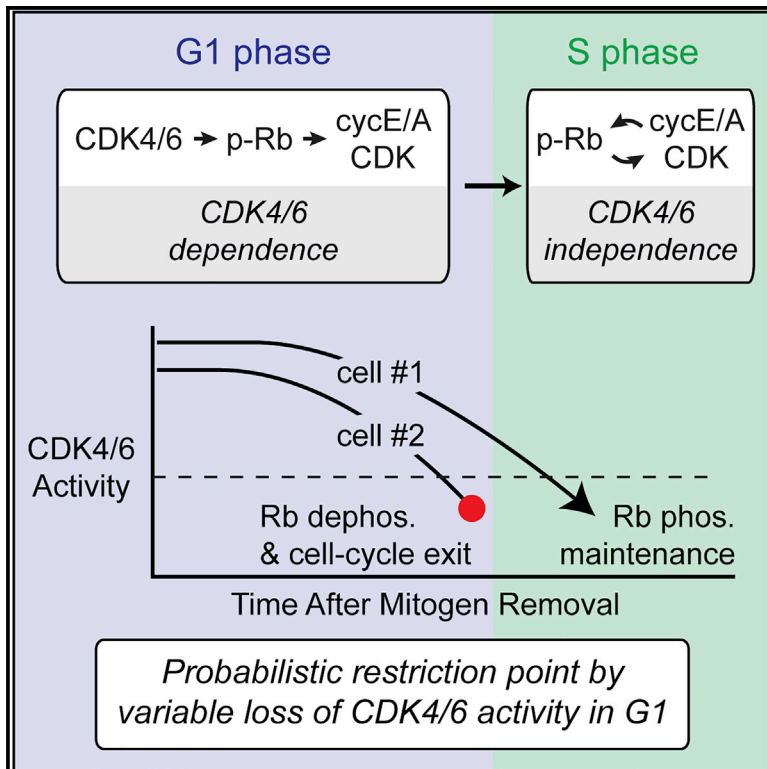 G1 phase
S phase
CDK4/6 → p-Rb → cycE/A
CDK
CDK4/6
dependence
p-Rb cycE/A
CDK
CDK4/6
independence
cell #1
cell #2
CDK4/6
Activity
Rb dephos.
& cell-cycle exit
Rb phos.
maintenance
Time After Mitogen Removal
Probabilistic restriction point by
variable loss of CDK4/6 activity in G1